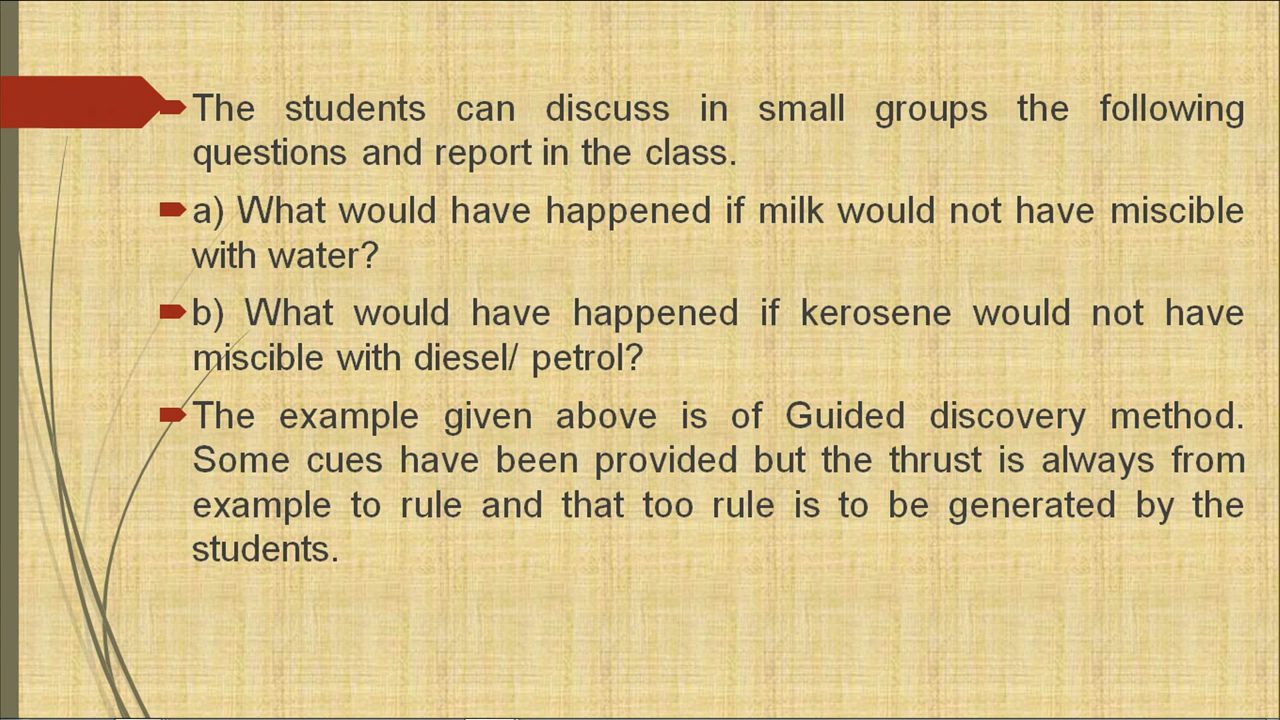 The students can discuss in small groups the following
questions and report in the class.
a) What would have happened if milk would not have miscible
with water?
b) What would have happened if kerosene would not have
miscible with diesel/ petrol?
The example given above is of Guided discovery method.
Some cues have been provided but the thrust is always from
example to rule and that too rule is to be generated by the
students.